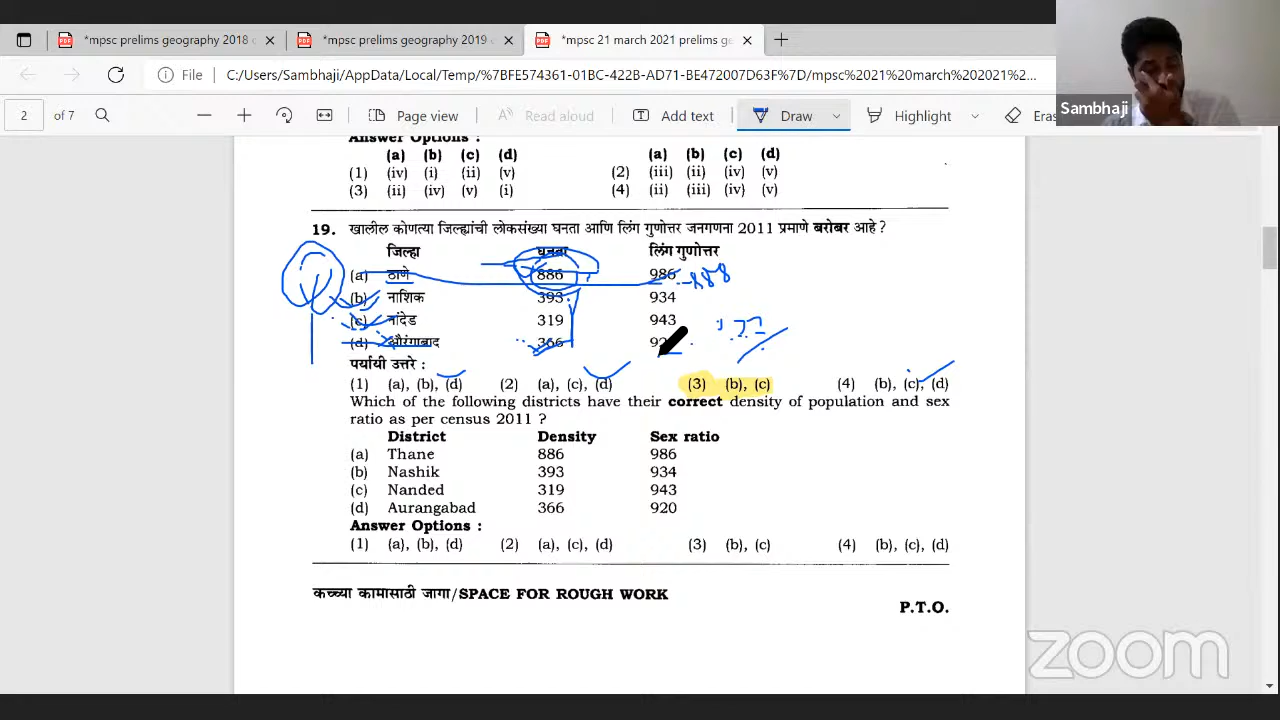 *mpsc prelims geography 2018
*mpsc prelims geography 2019
*mpsc 21 march 2021 prelims ge
File C:/Users/Sambhaji/AppData/Local/Temp/%7BFE574361-01BC-422B-AD71-BE472007D63F%7D/mpsc%2021%20march%202021%2...
2 of 7 Page view Read aloud Add text Draw Highlight Eras
Sambhaji
Answer Options :
(a) (b) (c) (d) (a) (b) (c) (d)
(1) (iv) (i) (ii) (v) (2) (iii) (ii) (iv) (v)
(3) (ii) (iv) (v) (i) (4) (ii) (iii) (iv) (v)
19. खालील कोणत्या जिल्ह्यांची लोकसंख्या घनता आणि लिंग गुणोत्तर जनगणना 2011 प्रमाणे बरोबर आहे ?
जिल्हा घनता लिंग गुणोत्तर
(a) ठाणे 886 986 -888
(b) नाशिक 393 934
(c) नांदेड 319 943
(d) औरंगाबाद 366
पर्यायी उत्तरे :
(1) (a), (b), (d) (2) (a), (c), (d) (3) (b), (c) (4) (b), (c), (d)
Which of the following districts have their correct density of population and sex
ratio as per census 2011 ?
District Density Sex ratio
(a) Thane 886 986
(b) Nashik 393 934
(c) Nanded 319 943
(d) Aurangabad 366 920
Answer Options :
(1) (a), (b), (d) (2) (a), (c), (d) (3) (b), (c) (4) (b), (c), (d)
कच्च्या कामासाठी जागा/SPACE FOR ROUGH WORK
P.T.O.
zoom